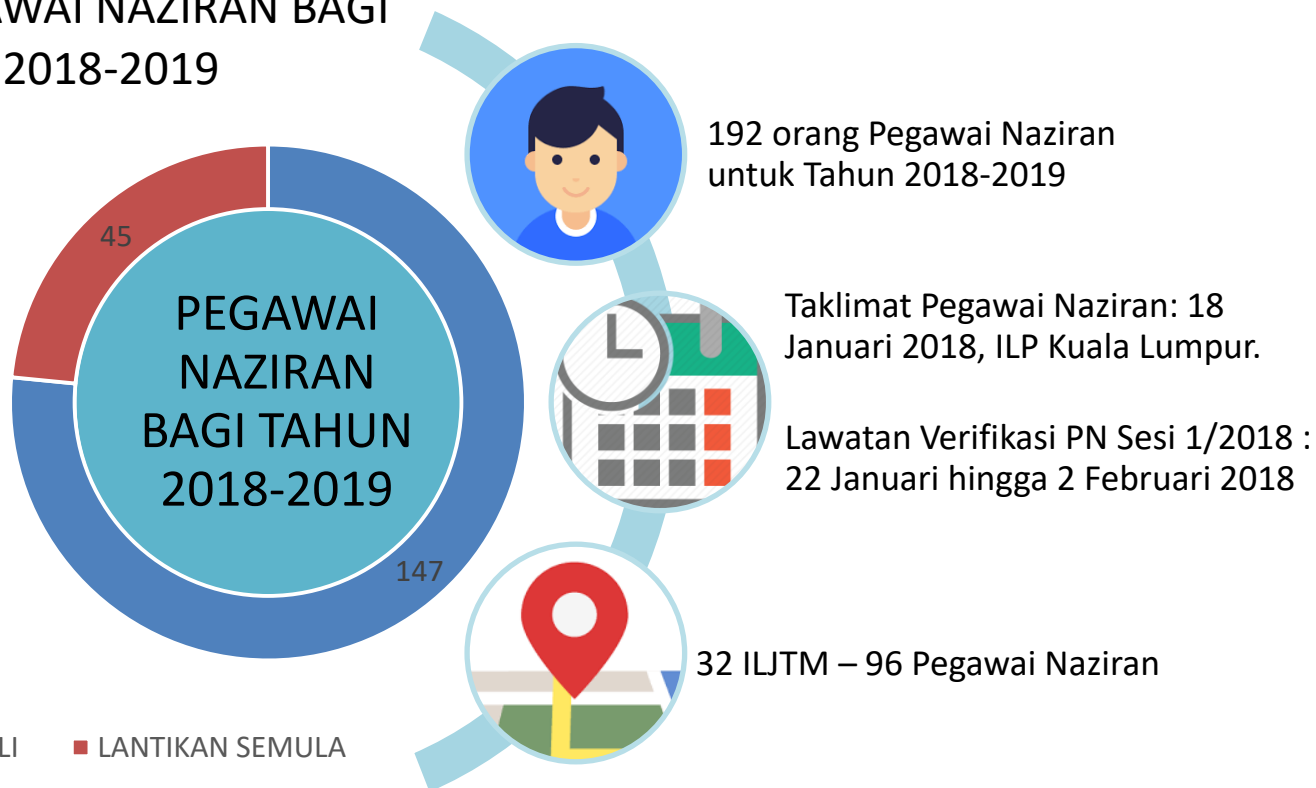 NAZIRAN BAGI
2018-2019
192 orang Pegawai Naziran
untuk Tahun 2018-2019
45
PEGAWAI
NAZIRAN
BAGI TAHUN
2018-2019
147
Taklimat Pegawai Naziran: 18
Januari 2018, ILP Kuala Lumpur.
Lawatan Verifikasi PN Sesi 1/2018 :
22 Januari hingga 2 Februari 2018
32 ILJTM – 96 Pegawai Naziran
LANTIKAN SEMULA